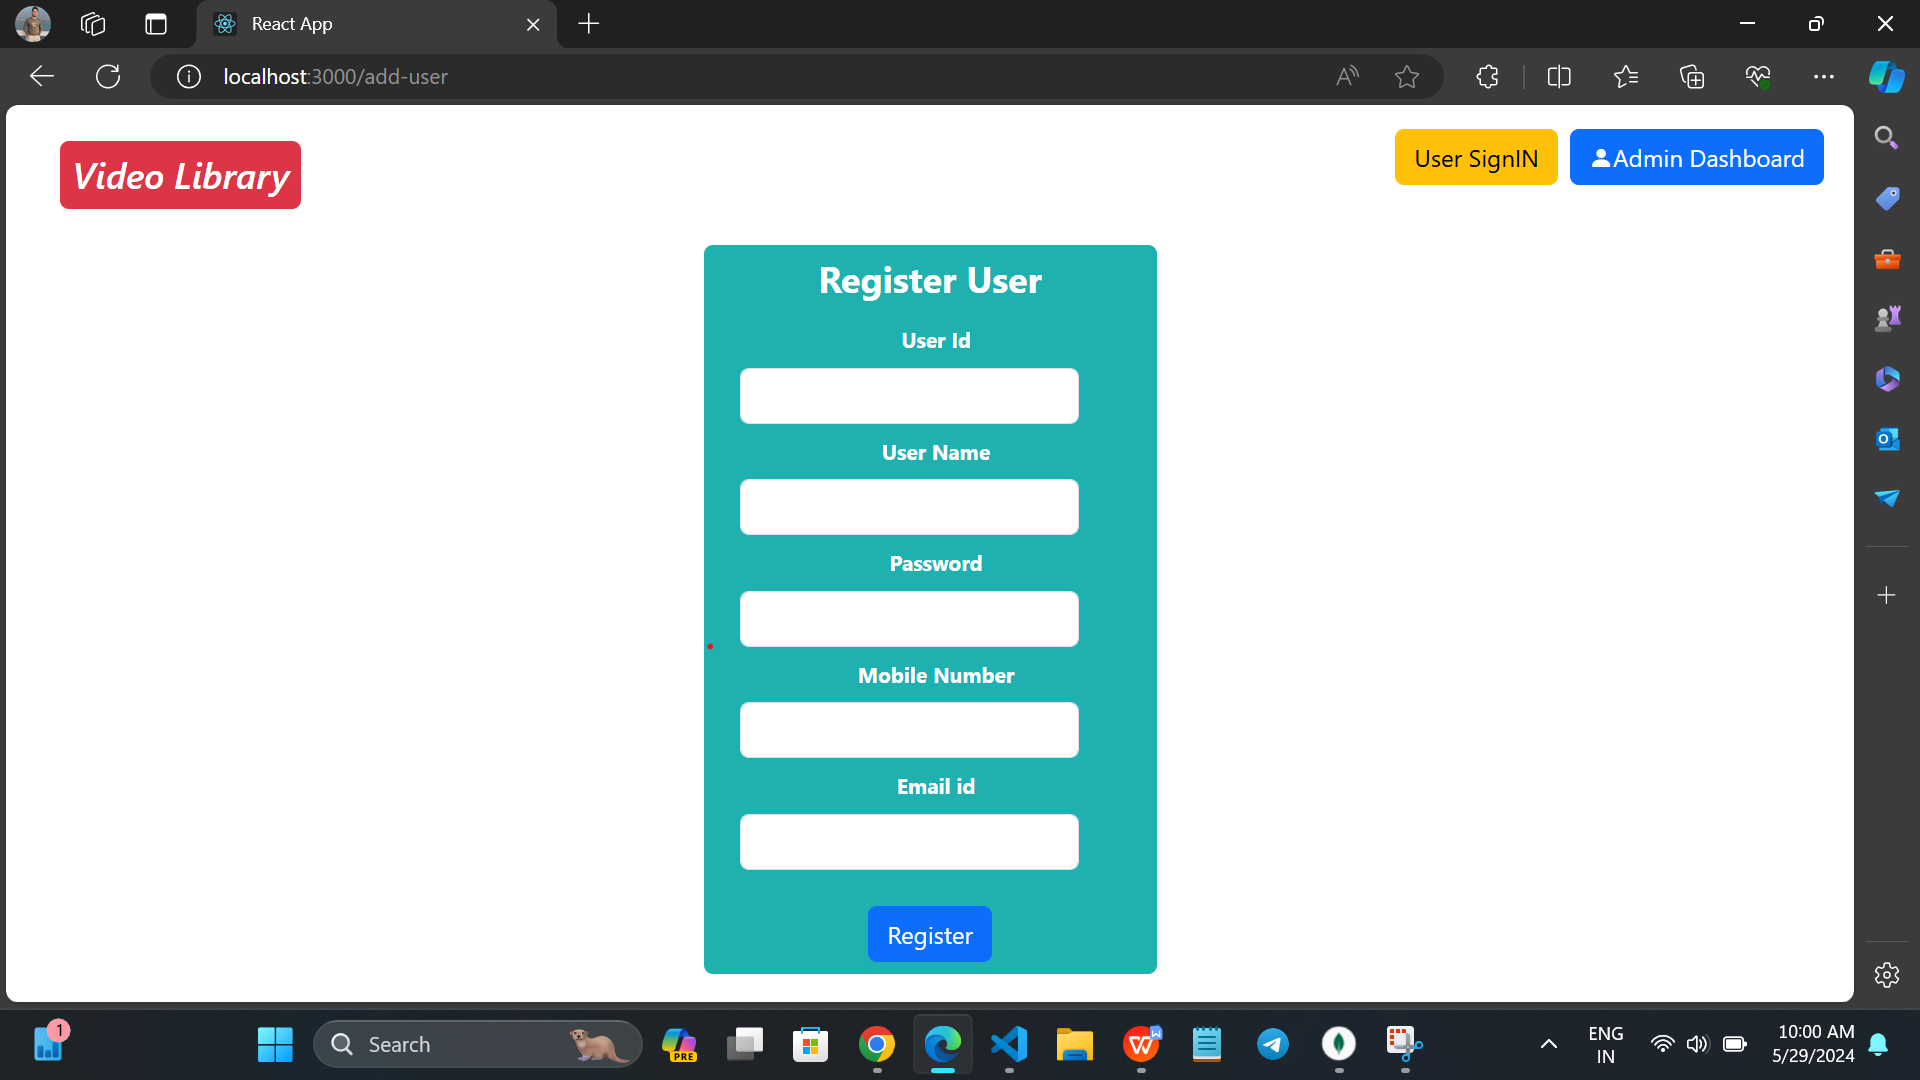 React App
localhost:3000/add-user
Video Library
User SignIN
Admin Dashboard
Register User
User Id
User Name
Password
Mobile Number
Email id
Register
1
Search
PRE
ENG
IN
10:00 AM
5/29/2024